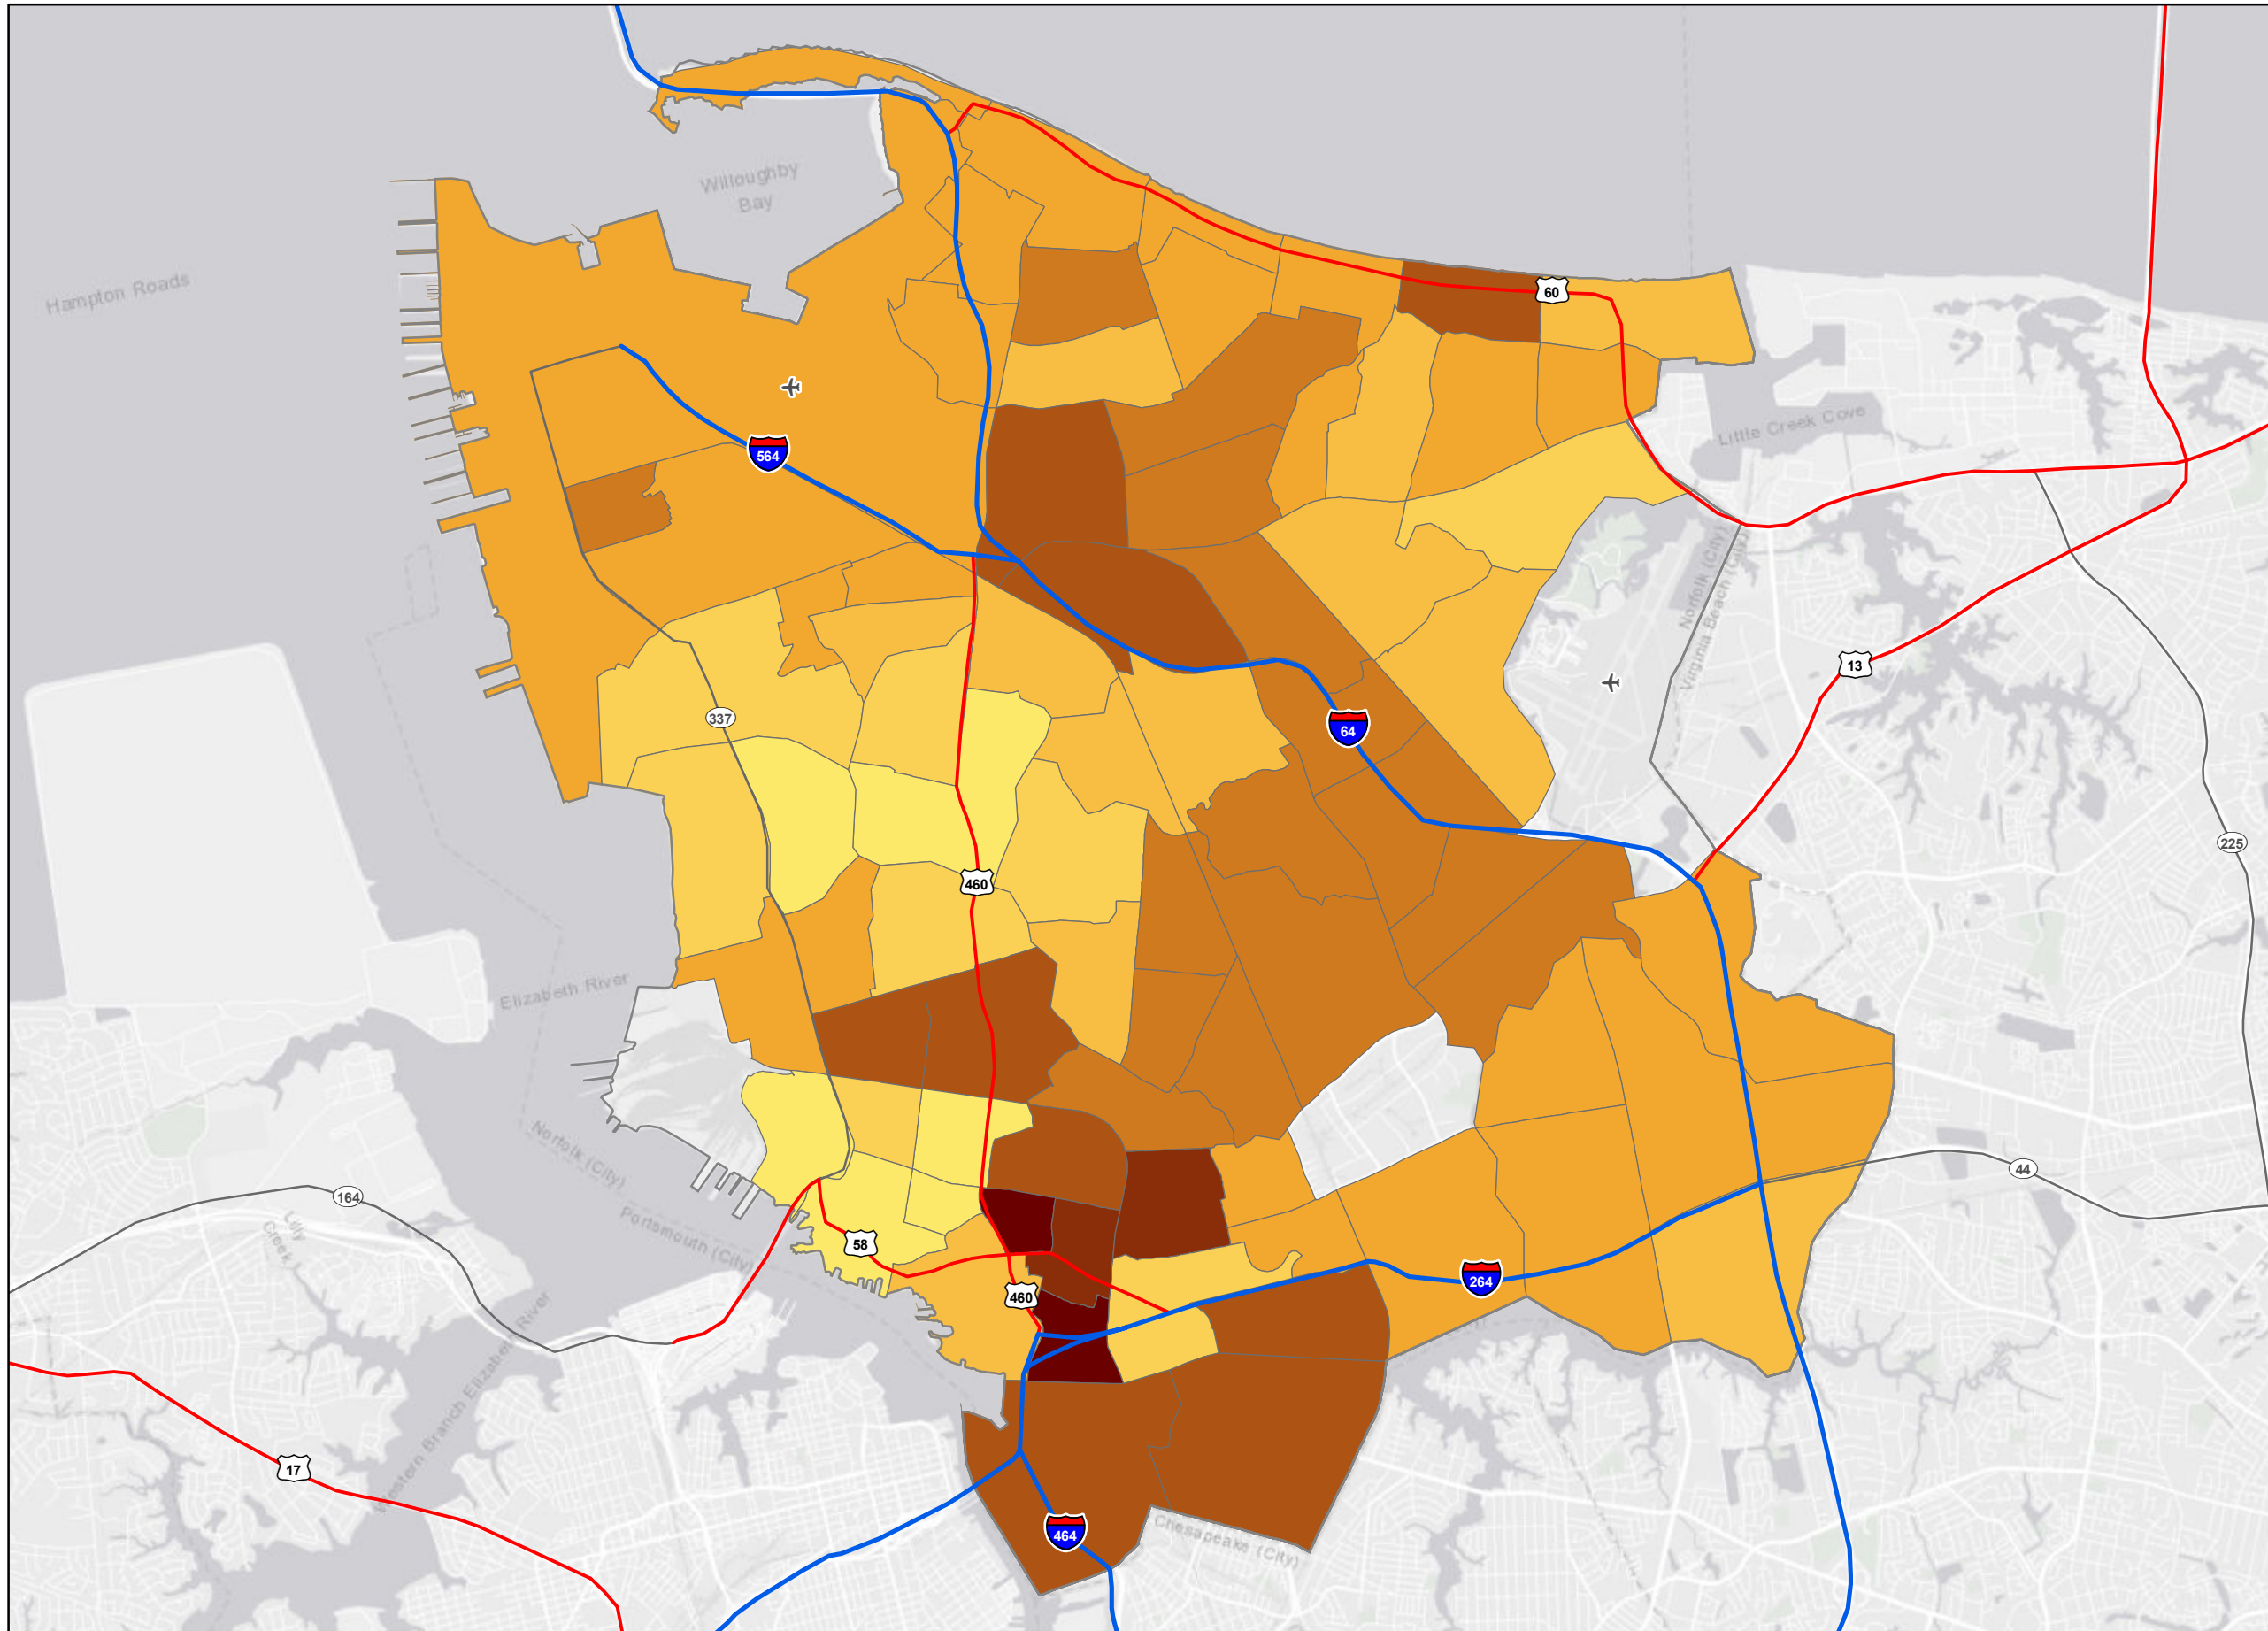 Willoughby
Bay
Hampton Roads
60
Little Creek Cove
564
Norfolk (City)
Virginia Beach (City)
13
337
64
225
460
Elizabeth River
Norfolk (City)
44
164
Lilly
Creek
Portsmouth (City)
58
264
460
Western Branch Elizabeth River
17
464
Chesapeake (City)